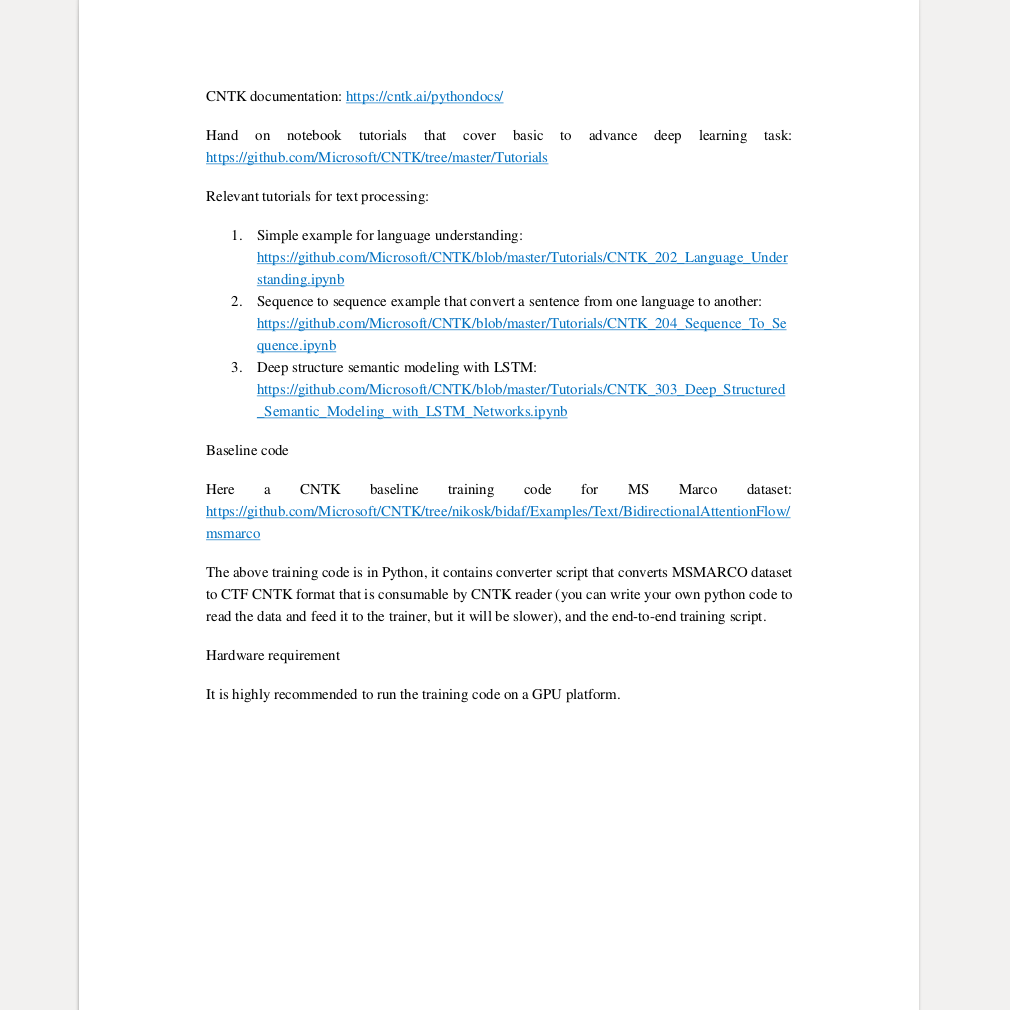 CNTK documentation: https://cntk.ai/pythondocs/
Hand on notebook tutorials that cover basic to advance deep learning task:
https://github.com/Microsoft/CNTK/tree/master/Tutorials
Relevant tutorials for text processing:
1. Simple example for language understanding:
https://github.com/Microsoft/CNTK/blob/master/Tutorials/CNTK_202_Language_Under
standing.ipynb
2. Sequence to sequence example that convert a sentence from one language to another:
https://github.com/Microsoft/CNTK/blob/master/Tutorials/CNTK_204_Sequence_To_Se
quence.ipynb
3. Deep structure semantic modeling with LSTM:
https://github.com/Microsoft/CNTK/blob/master/Tutorials/CNTK_303_Deep_Structured
_Semantic_Modeling_with_LSTM_Networks.ipynb
Baseline code
Here a CNTK baseline training code for MS Marco dataset:
https://github.com/Microsoft/CNTK/tree/nikosk/bidaf/Examples/Text/BidirectionalAttentionFlow/
msmarco
The above training code is in Python, it contains converter script that converts MSMARCO dataset
to CTF CNTK format that is consumable by CNTK reader (you can write your own python code to
read the data and feed it to the trainer, but it will be slower), and the end-to-end training script.
Hardware requirement
It is highly recommended to run the training code on a GPU platform.